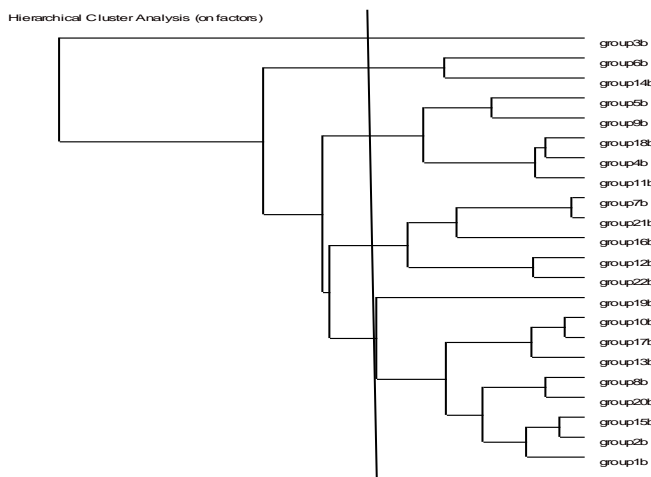 Hierarchical Cluster Analysis (on factors)
group3b
group6b
group14b
group5b
group9b
group18b
group4b
group11b
group7b
group21b
group16b
group12b
group22b
group19b
group10b
group17b
group13b
group8b
group20b
group15b
group2b
group1b